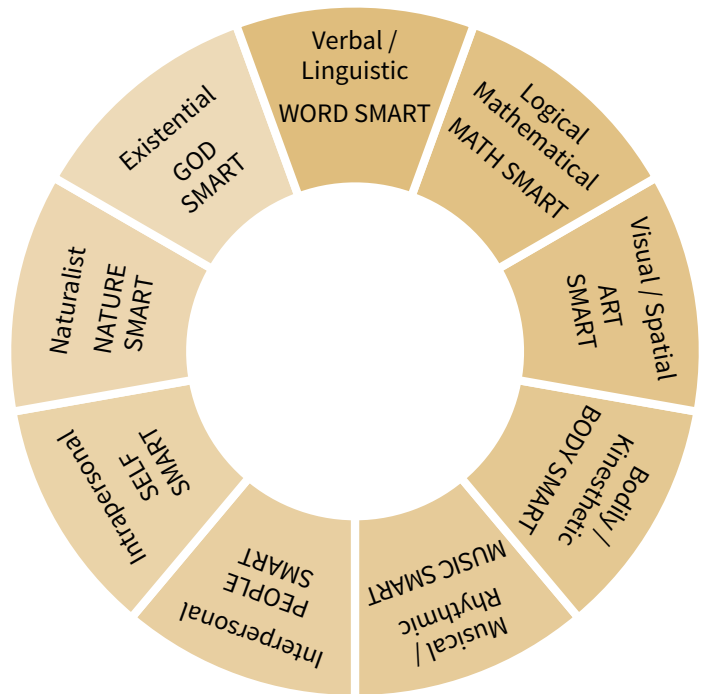 Verbal /
Linguistic
WORD SMART
Logical
Mathematical
MATH SMART
Visual / Spatial
ART
SMART
Bodily /
Kinesthetic
BODY SMART
Musical /
Rhythmic
MUSIC SMART
Interpersonal
PEOPLE
SMART
Intrapersonal
SELF
SMART
Naturalist
NATURE
SMART
Existential
GOD
SMART